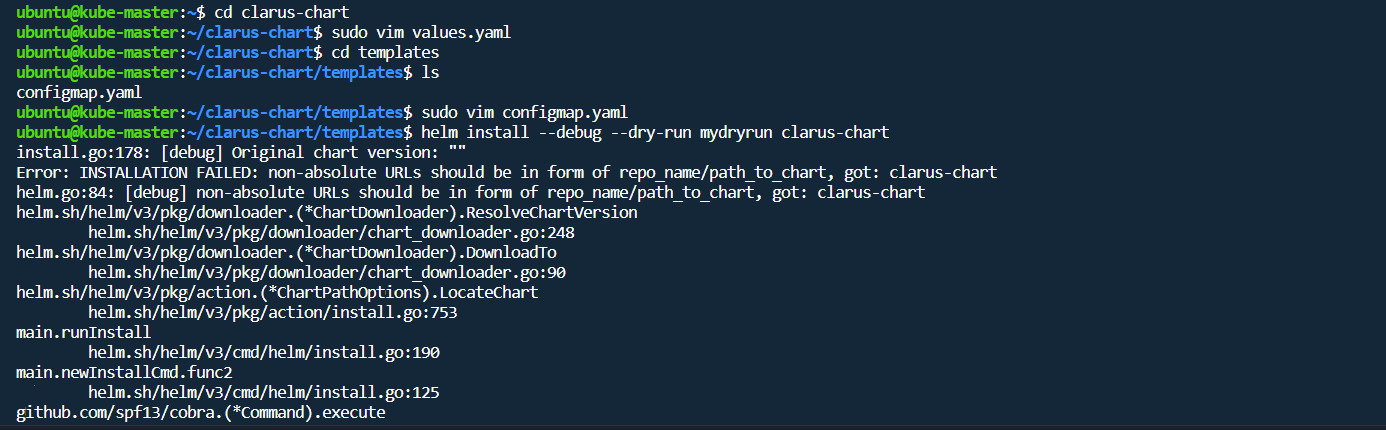 ubuntu@kube-master:~$ cd clarus-chart
ubuntu@kube-master:~/clarus-chart$ sudo vim values.yaml
ubuntu@kube-master:~/clarus-chart$ cd templates
ubuntu@kube-master:~/clarus-chart/templates$ ls
configmap.yaml
ubuntu@kube-master:~/clarus-chart/templates$ sudo vim configmap.yaml
ubuntu@kube-master:~/clarus-chart/templates$ helm install --debug --dry-run mydryrun clarus-chart
install.go:178: [debug] Original chart version: ""
Error: INSTALLATION FAILED: non-absolute URLs should be in form of repo_name/path_to_chart, got: clarus-chart
helm.go:84: [debug] non-absolute URLs should be in form of repo_name/path_to_chart, got: clarus-chart
helm.sh/helm/v3/pkg/downloader.(*ChartDownloader).ResolveChartVersion
        helm.sh/helm/v3/pkg/downloader/chart_downloader.go:248
helm.sh/helm/v3/pkg/downloader.(*ChartDownloader).DownloadTo
        helm.sh/helm/v3/pkg/downloader/chart_downloader.go:90
helm.sh/helm/v3/pkg/action.(*ChartPathOptions).LocateChart
        helm.sh/helm/v3/pkg/action/install.go:753
main.runInstall
        helm.sh/helm/v3/cmd/helm/install.go:190
main.newInstallCmd.func2
        helm.sh/helm/v3/cmd/helm/install.go:125
github.com/spf13/cobra.(*Command).execute